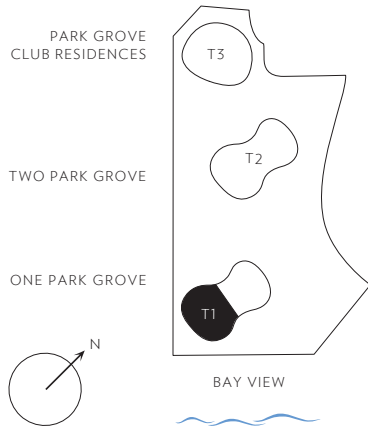 PARK GROVE
CLUB RESIDENCES
T3
T2
TWO PARK GROVE
ONE PARK GROVE
T1
N
BAY VIEW